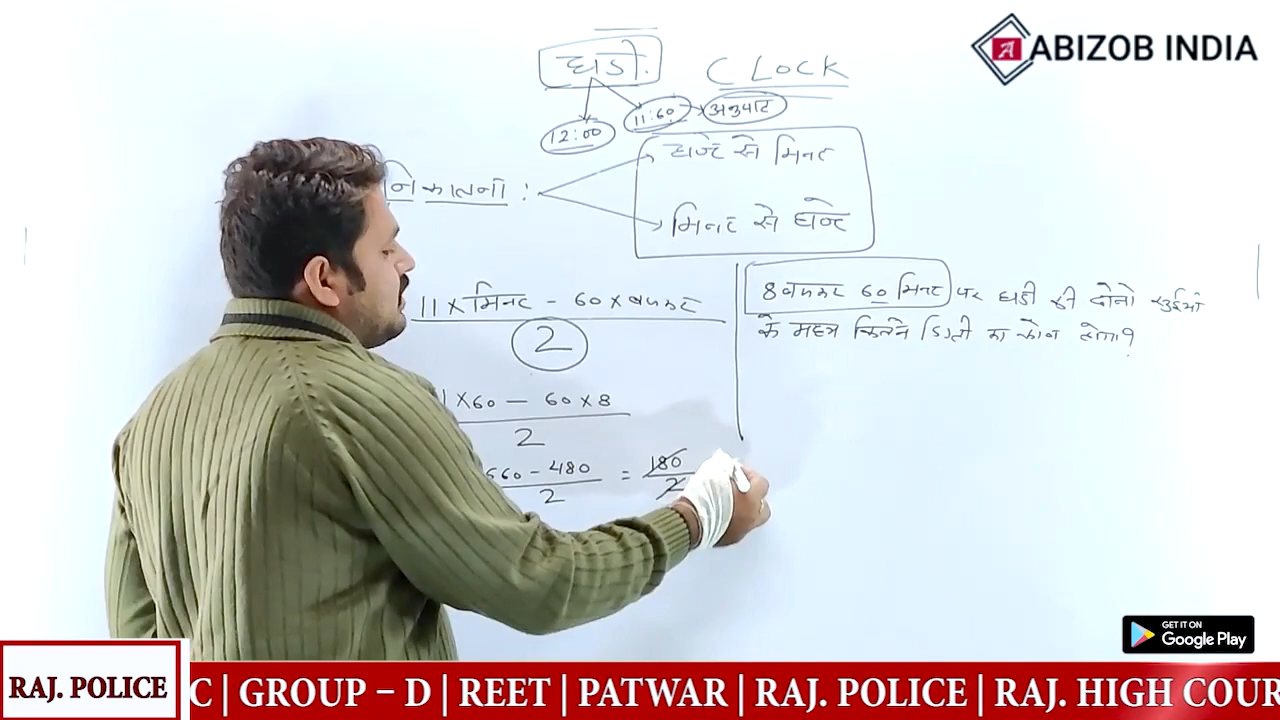 ABIZOB INDIA
घडी. CLOCK
12:00 11:60 अनुपात
घण्टे से मिनट
निकालना :
मिनट से घण्टे
11 x मिनट - 60 x बजकर
2
8 बजकर 60 मिनट पर घडी की दोनो सुईयां
के मध्य कितने डिग्री का कोण होगा?
1 x 60 - 60 x 8
2
660 - 480 = 180
2 2
GET IT ON
Google Play
RAJ. POLICE
C | GROUP – D | REET | PATWAR | RAJ. POLICE | RAJ. HIGH COUR